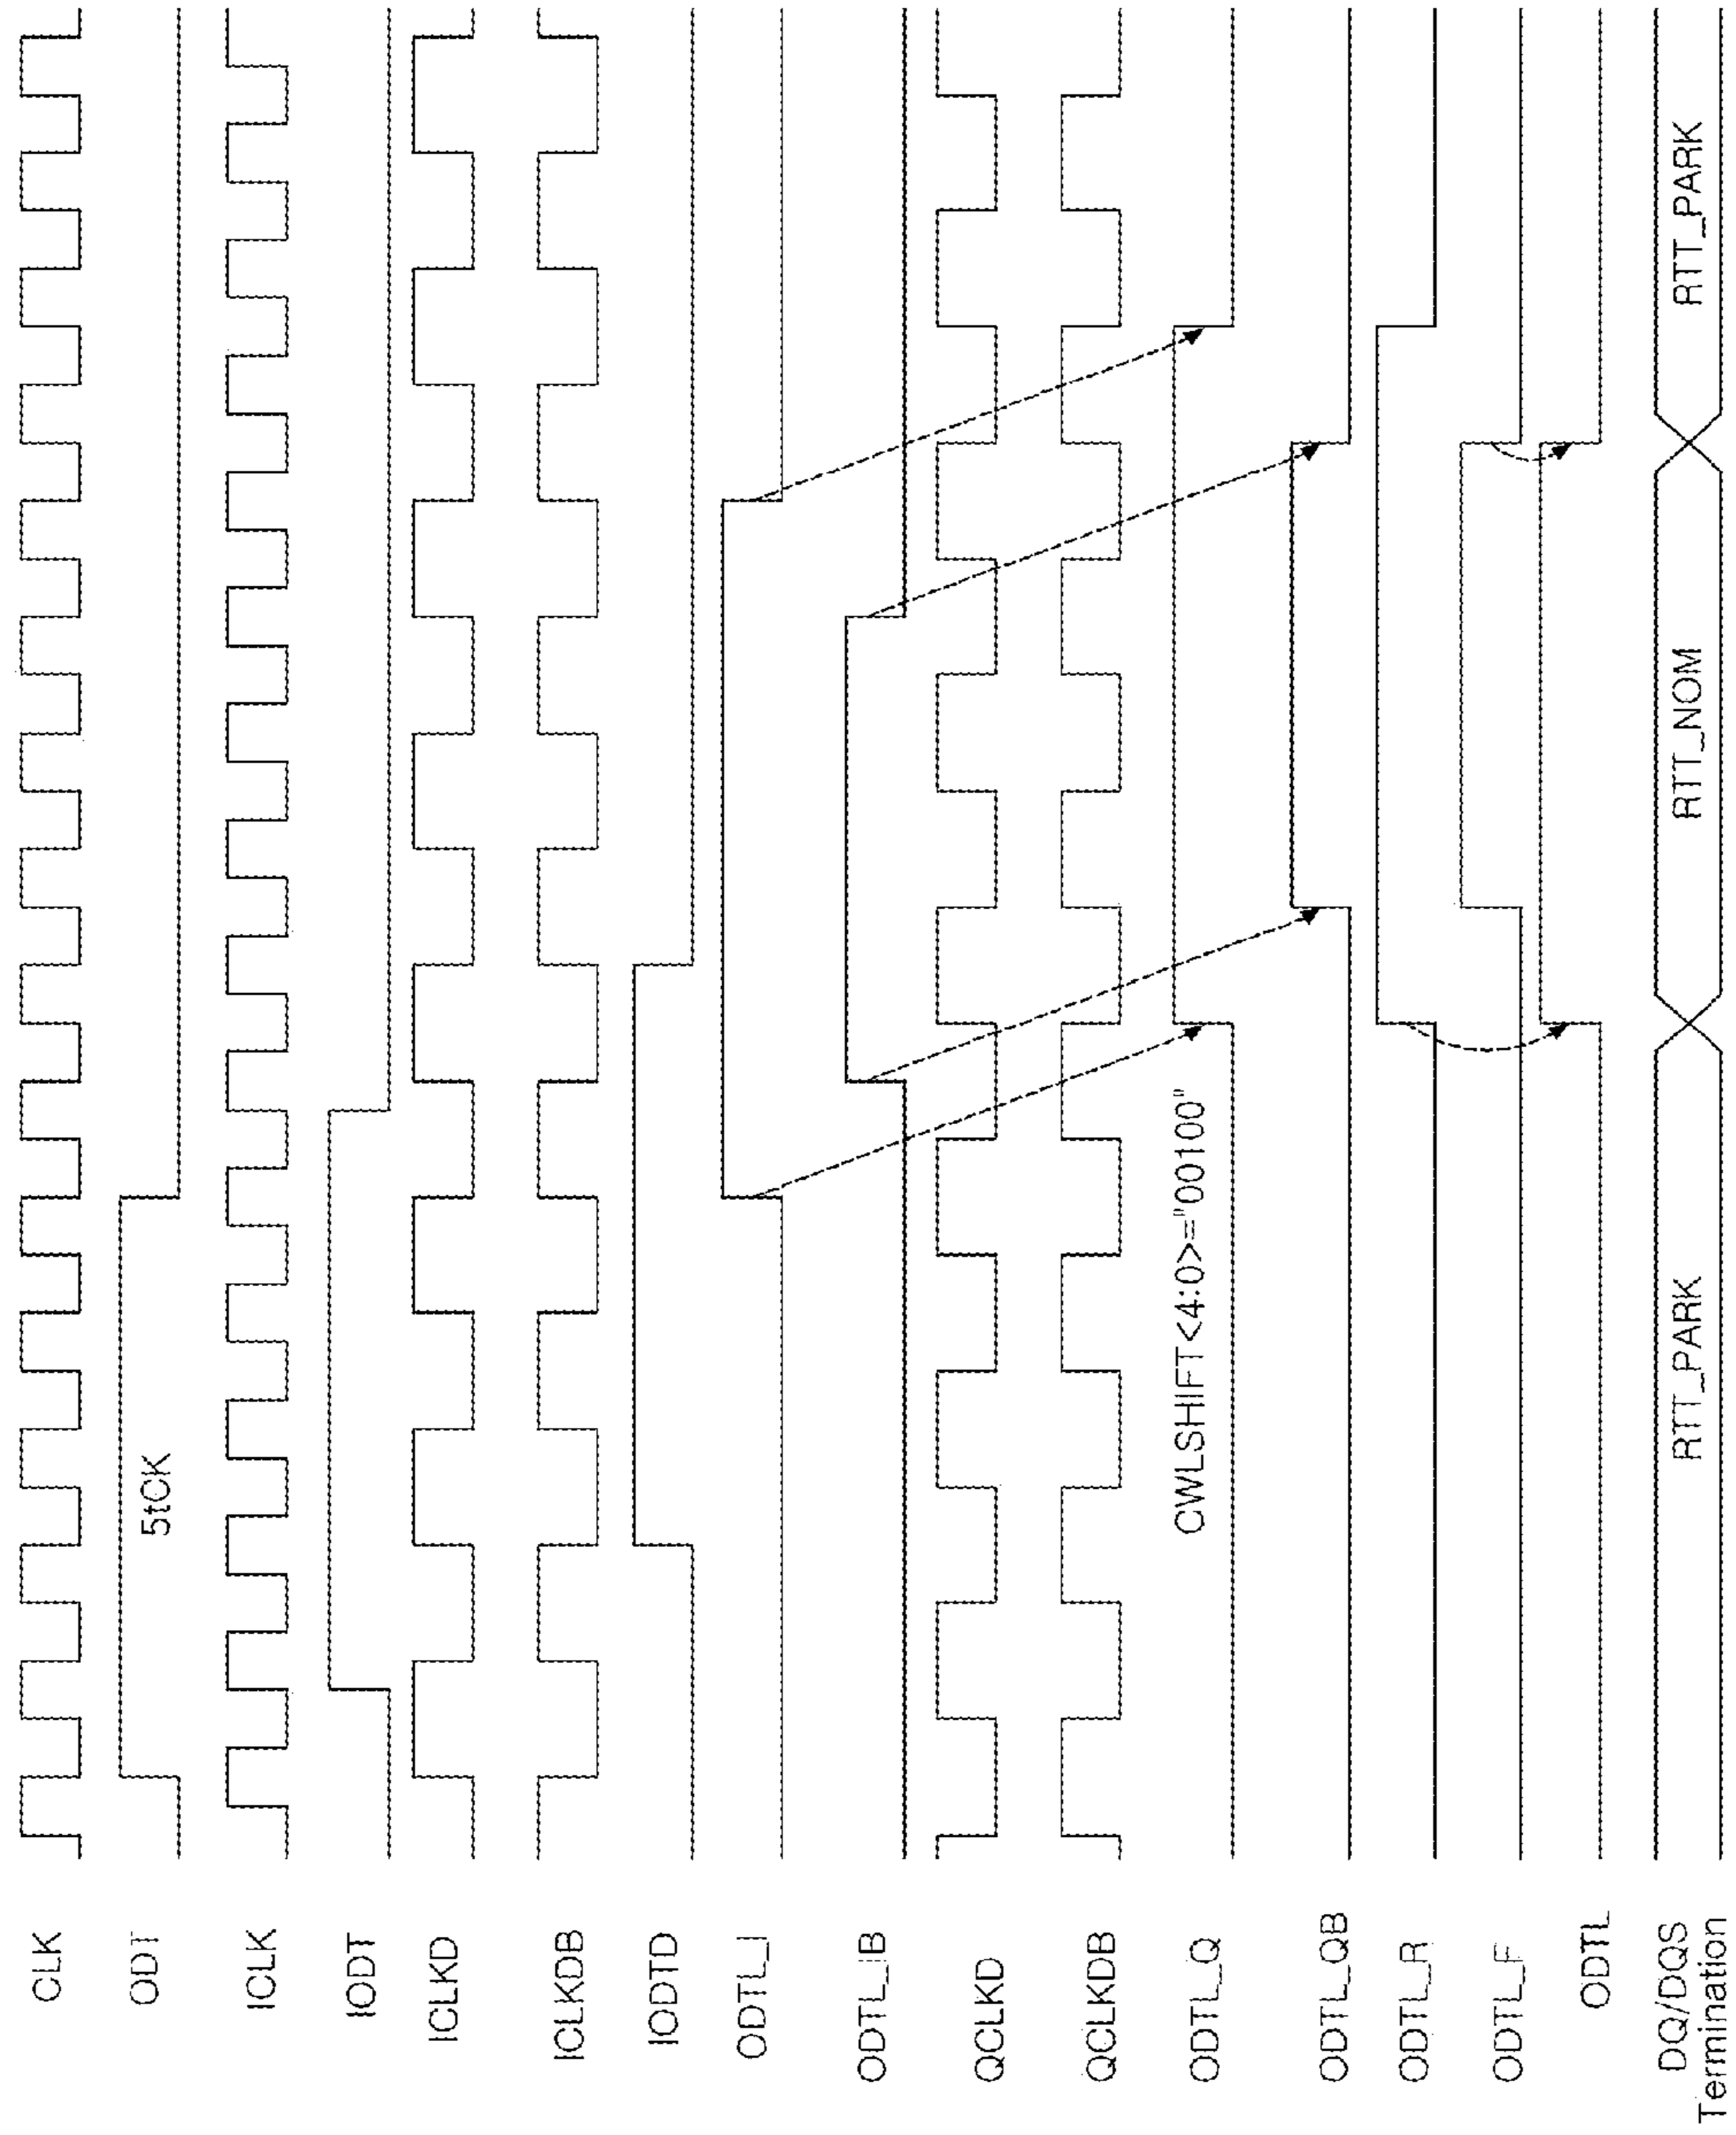 CLK
ODT
5tCK
ICLK
IODT
ICLKD
ICLKDB
IODTD
ODTL_I
ODTL_IB
QCLKD
QCLKDB
ODTL_Q
CWLSHIFT<4:0>="00100"
ODTL_QB
ODTL_R
ODTL_F
ODTL
DQ/DQS
Termination
RTT_PARK
RTT_NOM
RTT_PARK